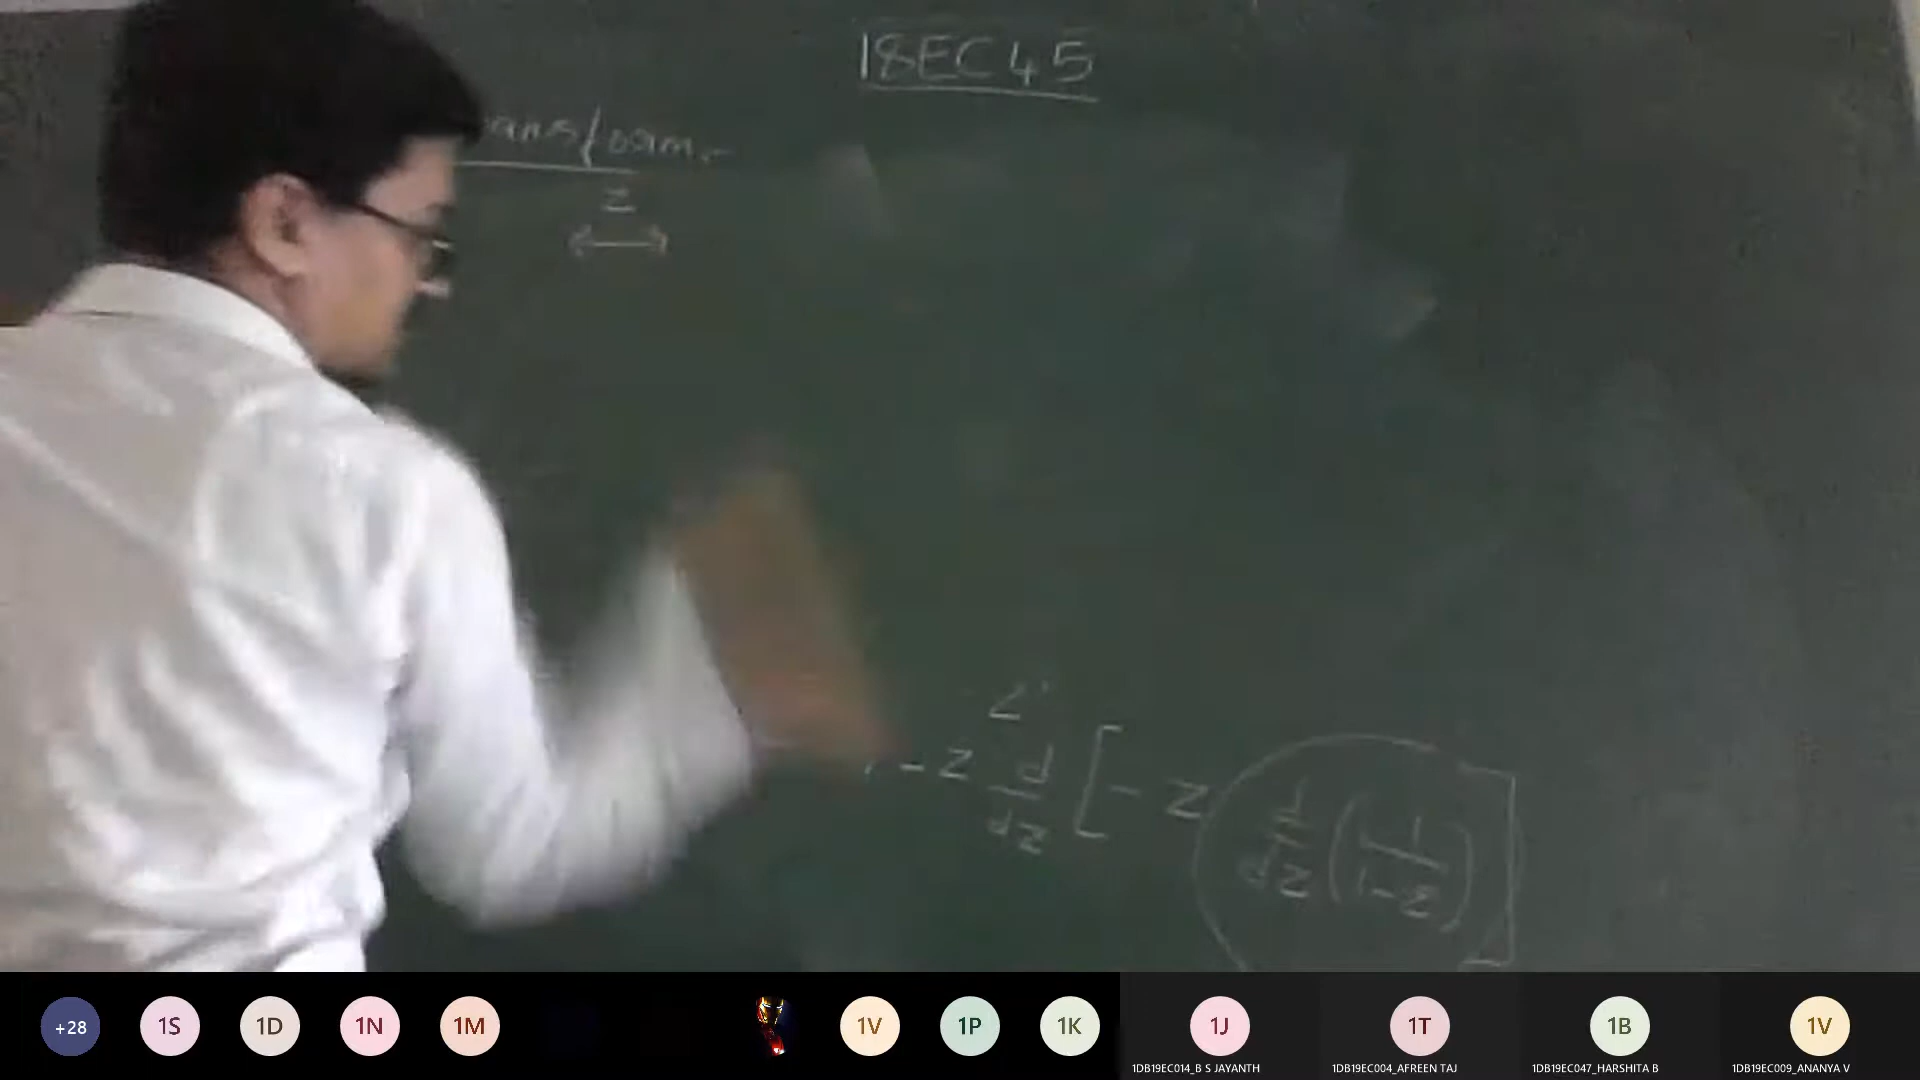 18EC45
z
z
- z d/dz [ - z d/dz ( 1/1-z ) ]
+28
1S
1D
1N
1M
1V
1P
1K
1J
1T
1B
1V
1DB19EC014_B S JAYANTH
1DB19EC004_AFREEN TAJ
1DB19EC047_HARSHITA B
1DB19EC009_ANANYA V